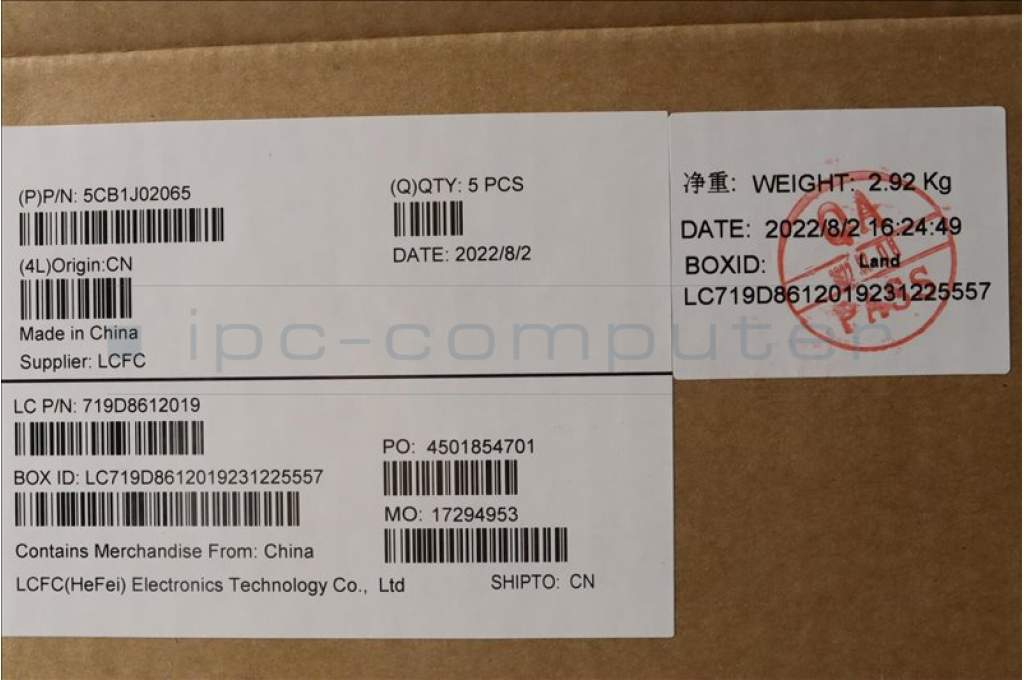 (P)P/N: 5CB1J02065
(Q)QTY: 5 PCS
DATE: 2022/8/2
(4L)Origin:CN
Made in China
Supplier: LCFC
LC P/N: 719D8612019
PO: 4501854701
BOX ID: LC719D8612019231225557
MO: 17294953
Contains Merchandise From: China
LCFC(HeFei) Electronics Technology Co., Ltd
SHIPTO: CN
净重: WEIGHT: 2.92 Kg
DATE: 2022/8/2 16:24:49
BOXID: Land
LC719D8612019231225557
QA
PASS
ipc-computer